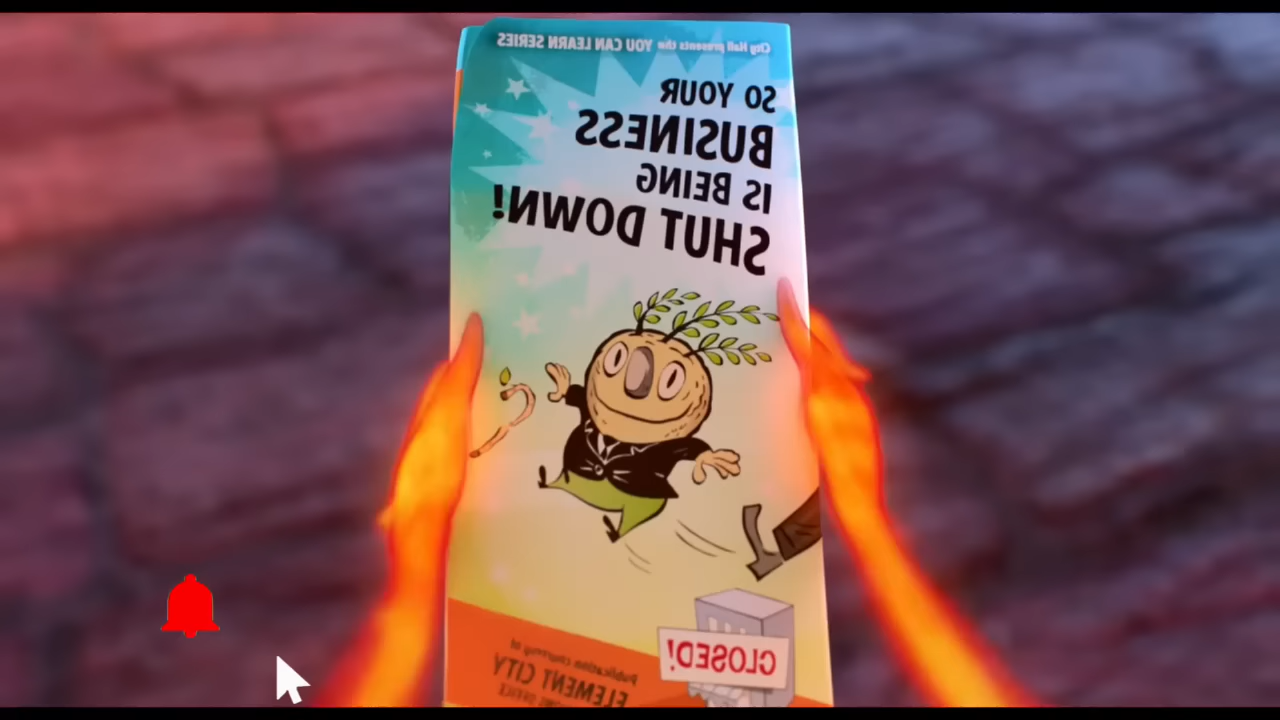 City Hall presents the YOU CAN LEARN SERIES
SO YOUR
BUSINESS
IS BEING
SHUT DOWN!
CLOSED!
Publication courtesy of
ELEMENT CITY
OFFICE